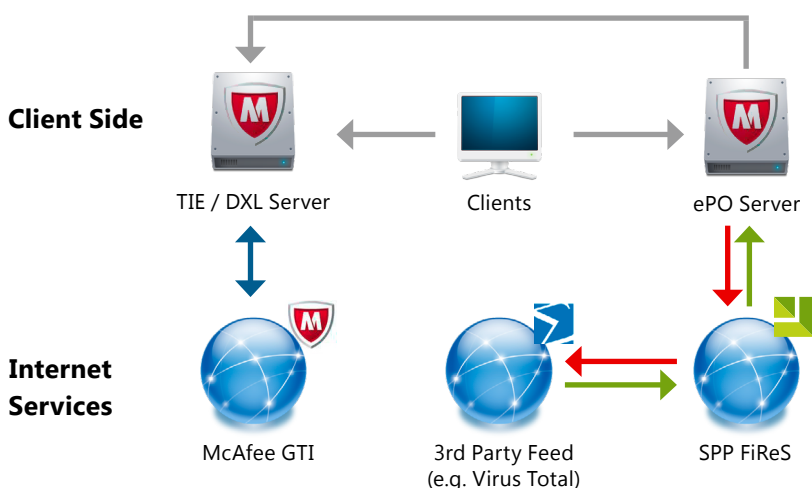 Client Side
TIE / DXL Server
Clients
ePO Server
Internet
Services
McAfee GTI
3rd Party Feed
(e.g. Virus Total)
SPP FiReS